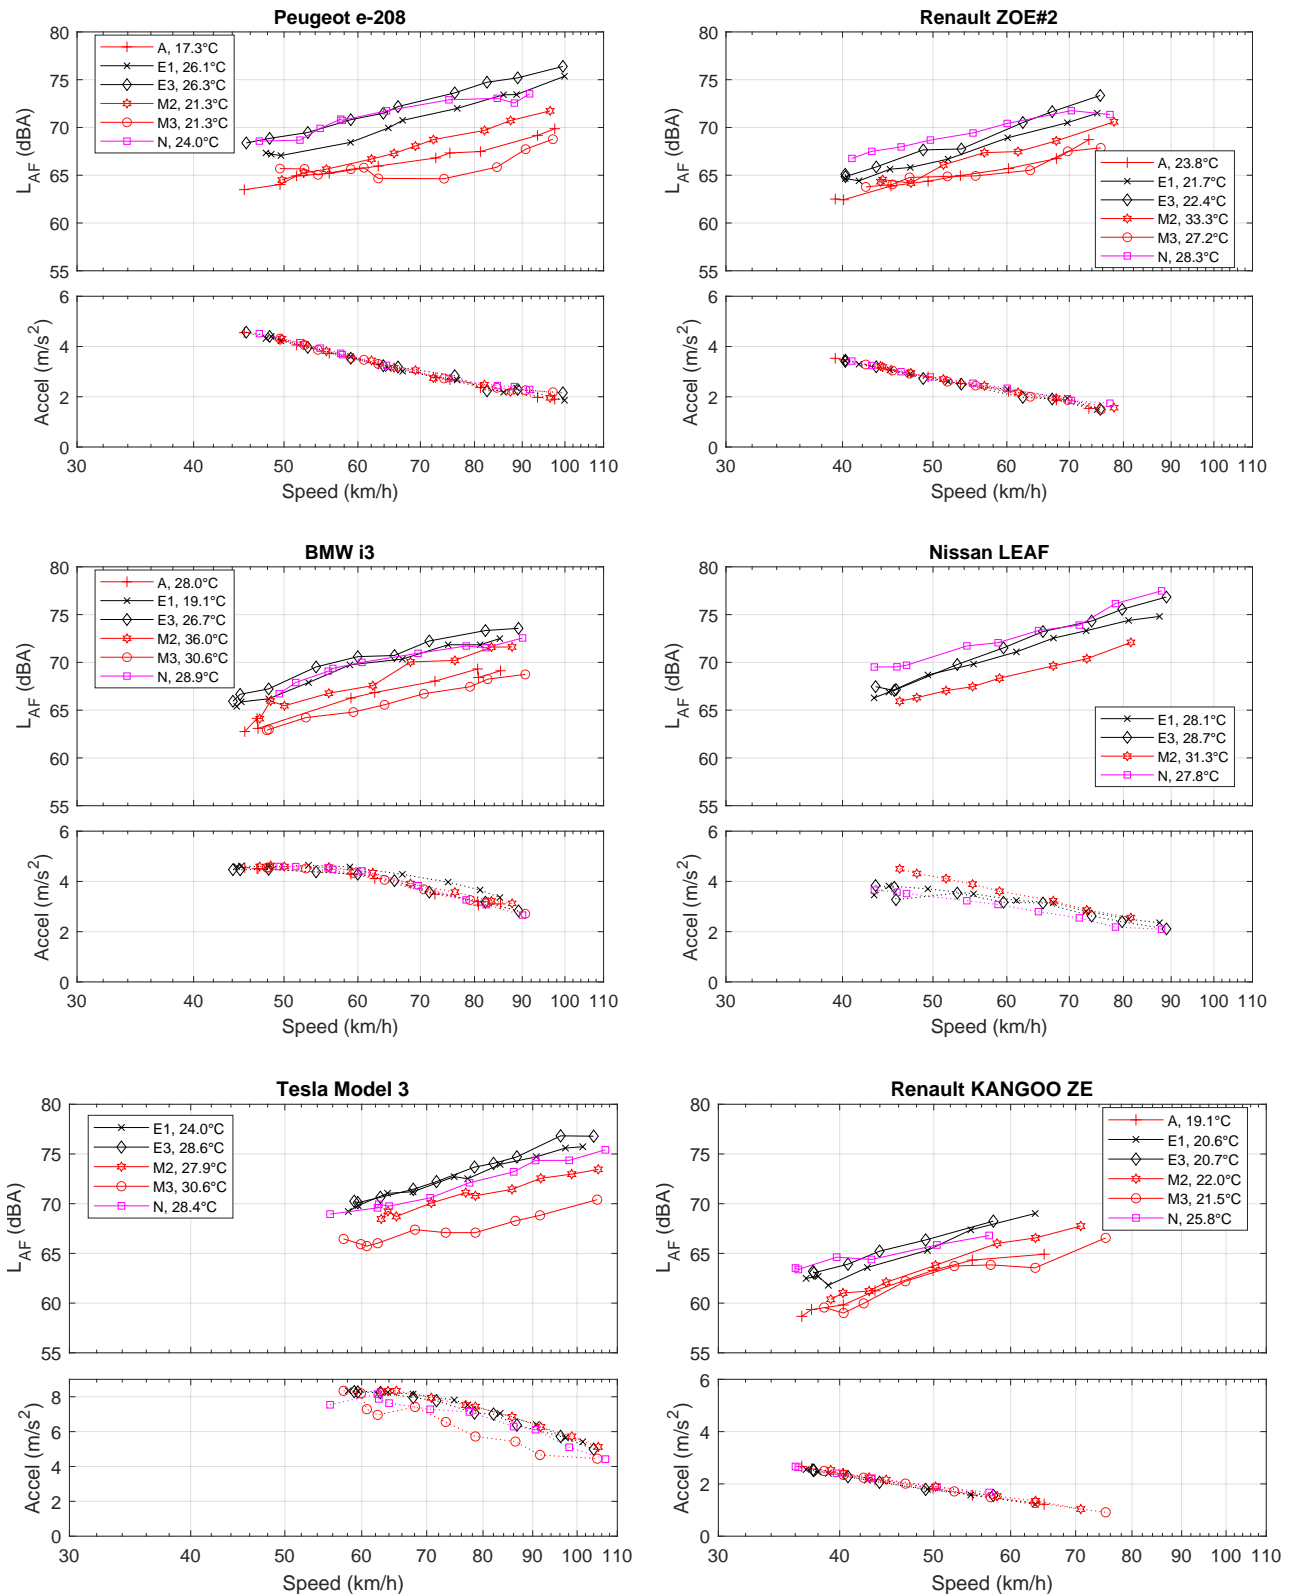 Peugeot e-208
80
75
70
65
60
55
L_AF (dBA)
A, 17.3°C
E1, 26.1°C
E3, 26.3°C
M2, 21.3°C
M3, 21.3°C
N, 24.0°C
6
4
2
0
Accel (m/s²)
30 40 50 60 70 80 90 100 110
Speed (km/h)
Renault ZOE#2
80
75
70
65
60
55
L_AF (dBA)
A, 23.8°C
E1, 21.7°C
E3, 22.4°C
M2, 33.3°C
M3, 27.2°C
N, 28.3°C
6
4
2
0
Accel (m/s²)
30 40 50 60 70 80 90 100 110
Speed (km/h)
BMW i3
80
75
70
65
60
55
L_AF (dBA)
A, 28.0°C
E1, 19.1°C
E3, 26.7°C
M2, 36.0°C
M3, 30.6°C
N, 28.9°C
6
4
2
0
Accel (m/s²)
30 40 50 60 70 80 90 100 110
Speed (km/h)
Nissan LEAF
80
75
70
65
60
55
L_AF (dBA)
E1, 28.1°C
E3, 28.7°C
M2, 31.3°C
N, 27.8°C
6
4
2
0
Accel (m/s²)
30 40 50 60 70 80 90 100 110
Speed (km/h)
Tesla Model 3
80
75
70
65
60
55
L_AF (dBA)
E1, 24.0°C
E3, 28.6°C
M2, 27.9°C
M3, 30.6°C
N, 28.4°C
8
6
4
2
0
Accel (m/s²)
30 40 50 60 70 80 90 100 110
Speed (km/h)
Renault KANGOO ZE
80
75
70
65
60
55
L_AF (dBA)
A, 19.1°C
E1, 20.6°C
E3, 20.7°C
M2, 22.0°C
M3, 21.5°C
N, 25.8°C
6
4
2
0
Accel (m/s²)
30 40 50 60 70 80 90 100 110
Speed (km/h)